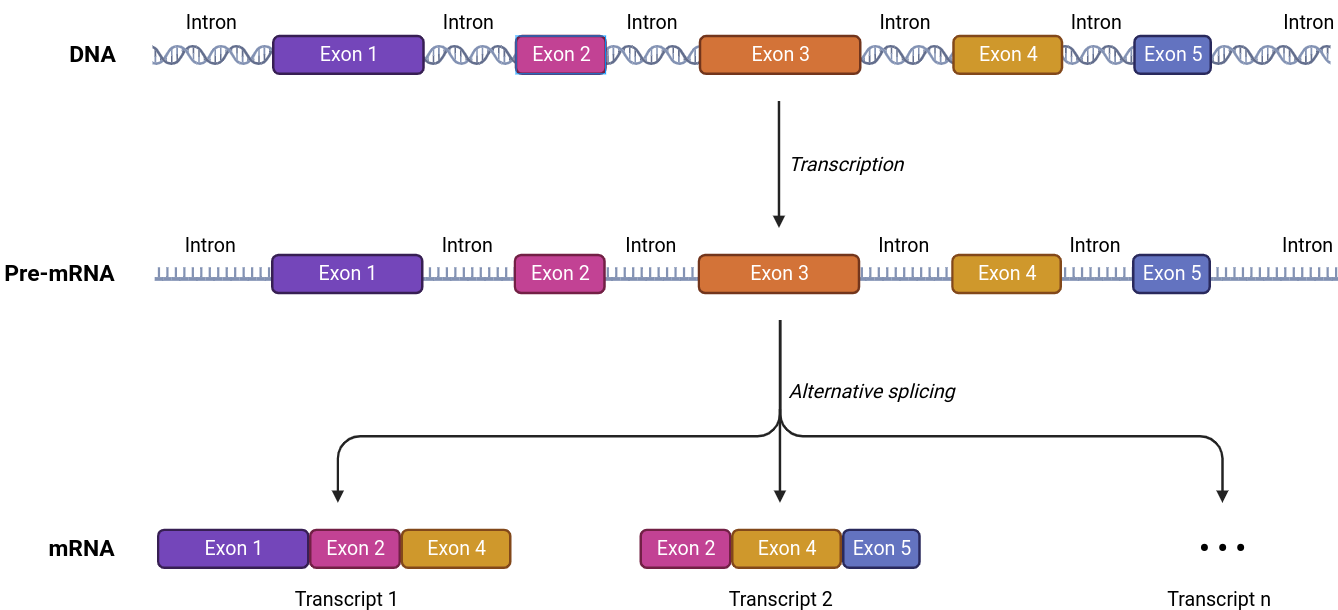 Intron Intron Intron Intron Intron Intron
DNA Exon 1 Exon 2 Exon 3 Exon 4 Exon 5
Transcription
Intron Intron Intron Intron Intron Intron
Pre-mRNA Exon 1 Exon 2 Exon 3 Exon 4 Exon 5
Alternative splicing
mRNA Exon 1 Exon 2 Exon 4 Exon 2 Exon 4 Exon 5 • • •
Transcript 1 Transcript 2 Transcript n